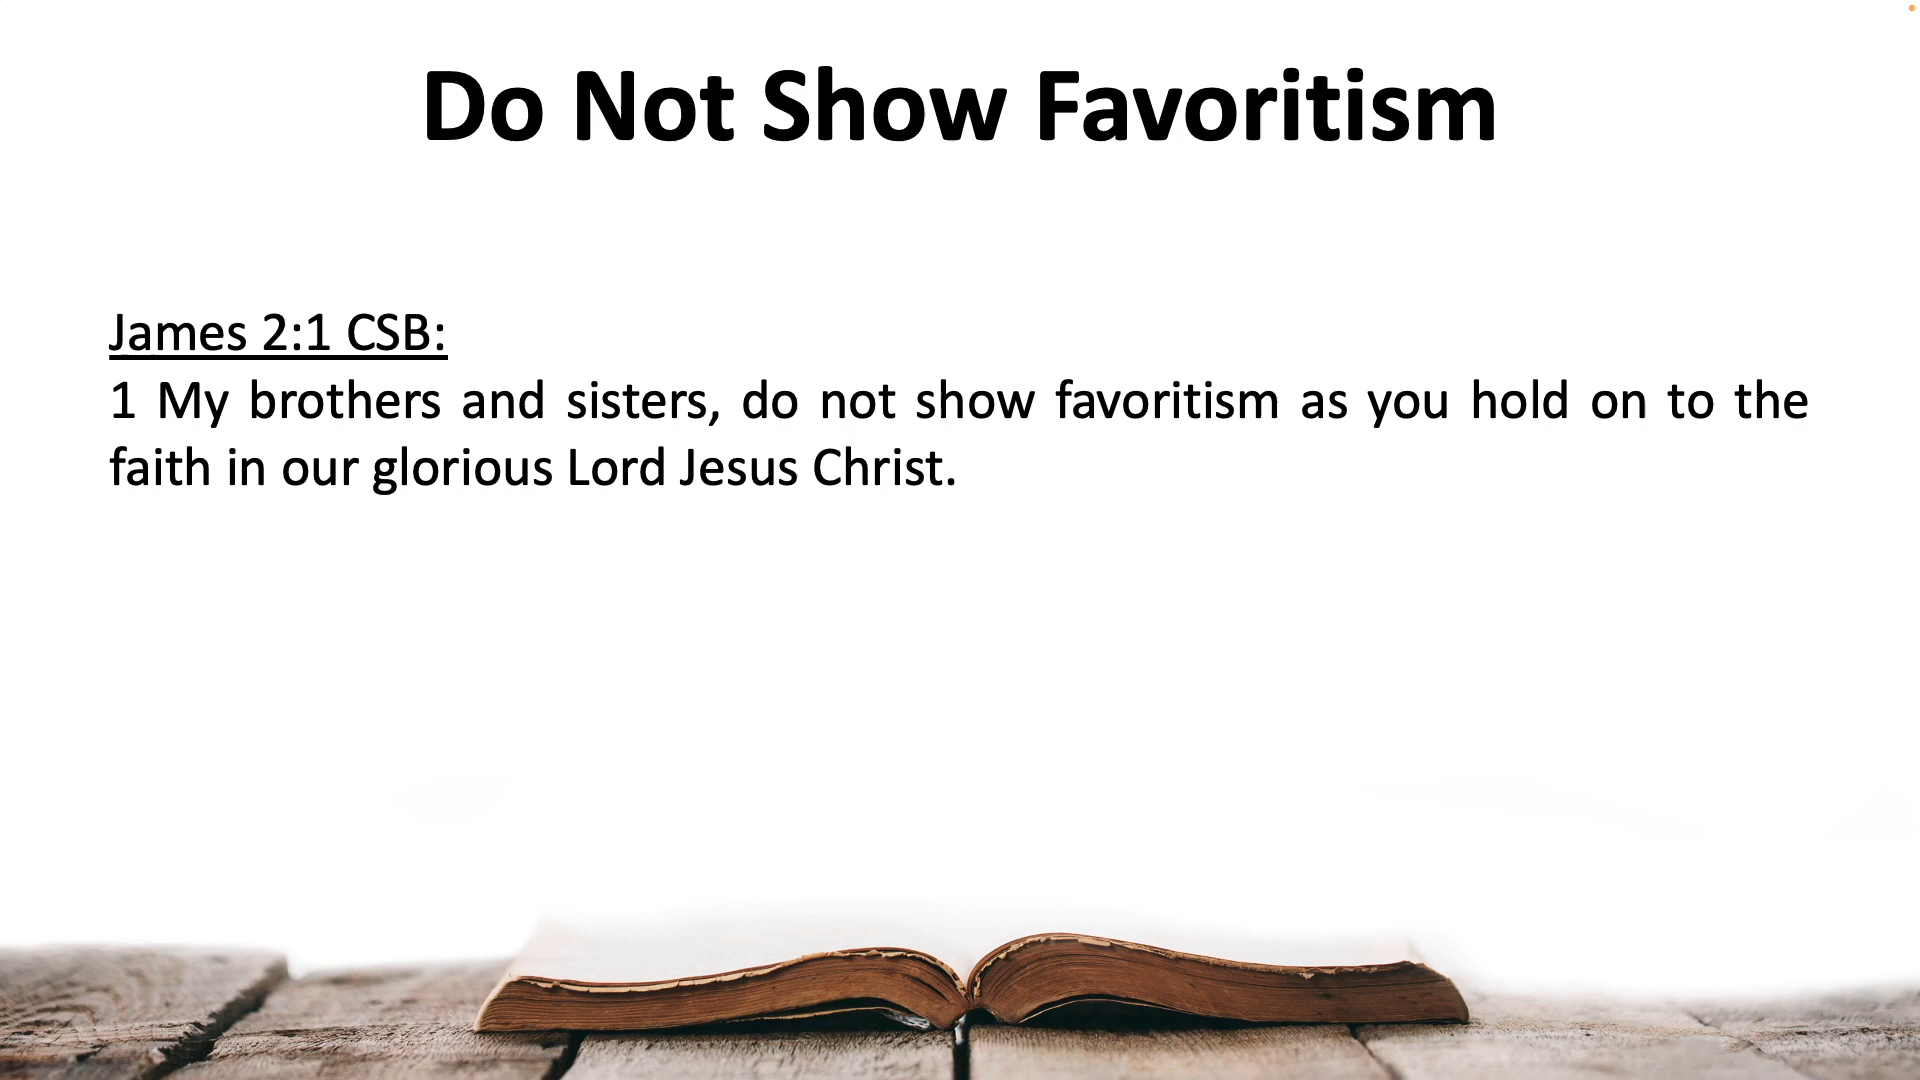 Do Not Show Favoritism
James 2:1 CSB:
1 My brothers and sisters, do not show favoritism as you hold on to the
faith in our glorious Lord Jesus Christ.